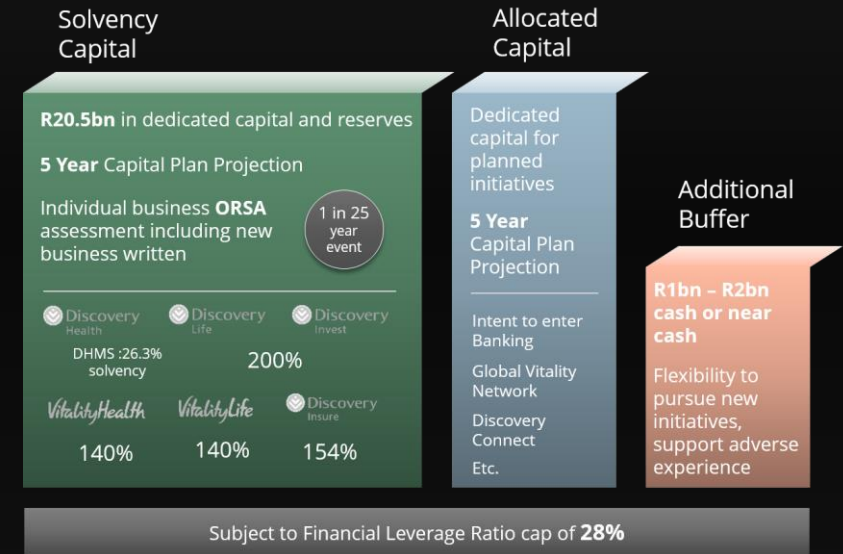 Solvency
Capital
R20.5bn in dedicated capital and reserves
5 Year Capital Plan Projection
Individual business ORSA
assessment including new
business written
1 in 25
year
event
Discovery
Health
Discovery
Life
Discovery
Invest
DHMS :26.3%
solvency
200%
VitalityHealth
VitalityLife
Discovery
Insure
140%
140%
154%
Allocated
Capital
Dedicated
capital for
planned
initiatives
5 Year
Capital Plan
Projection
Intent to enter
Banking
Global Vitality
Network
Discovery
Connect
Etc.
Additional
Buffer
R1bn – R2bn
cash or near
cash
Flexibility to
pursue new
initiatives,
support adverse
experience
Subject to Financial Leverage Ratio cap of 28%